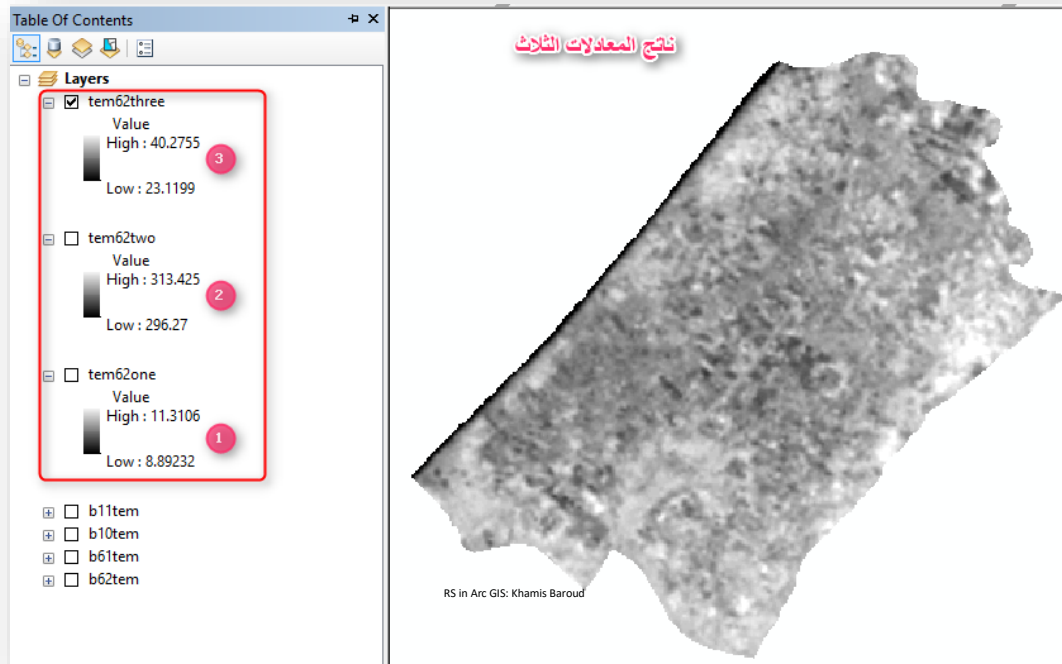 Table Of Contents
Layers
tem62three
Value
High : 40.2755
3
Low : 23.1199
tem62two
Value
High : 313.425
2
Low : 296.27
tem62one
Value
High : 11.3106
1
Low : 8.89232
b11tem
b10tem
b61tem
b62tem
ناتج المعادلات الثلاث
RS in Arc GIS: Khamis Baroud